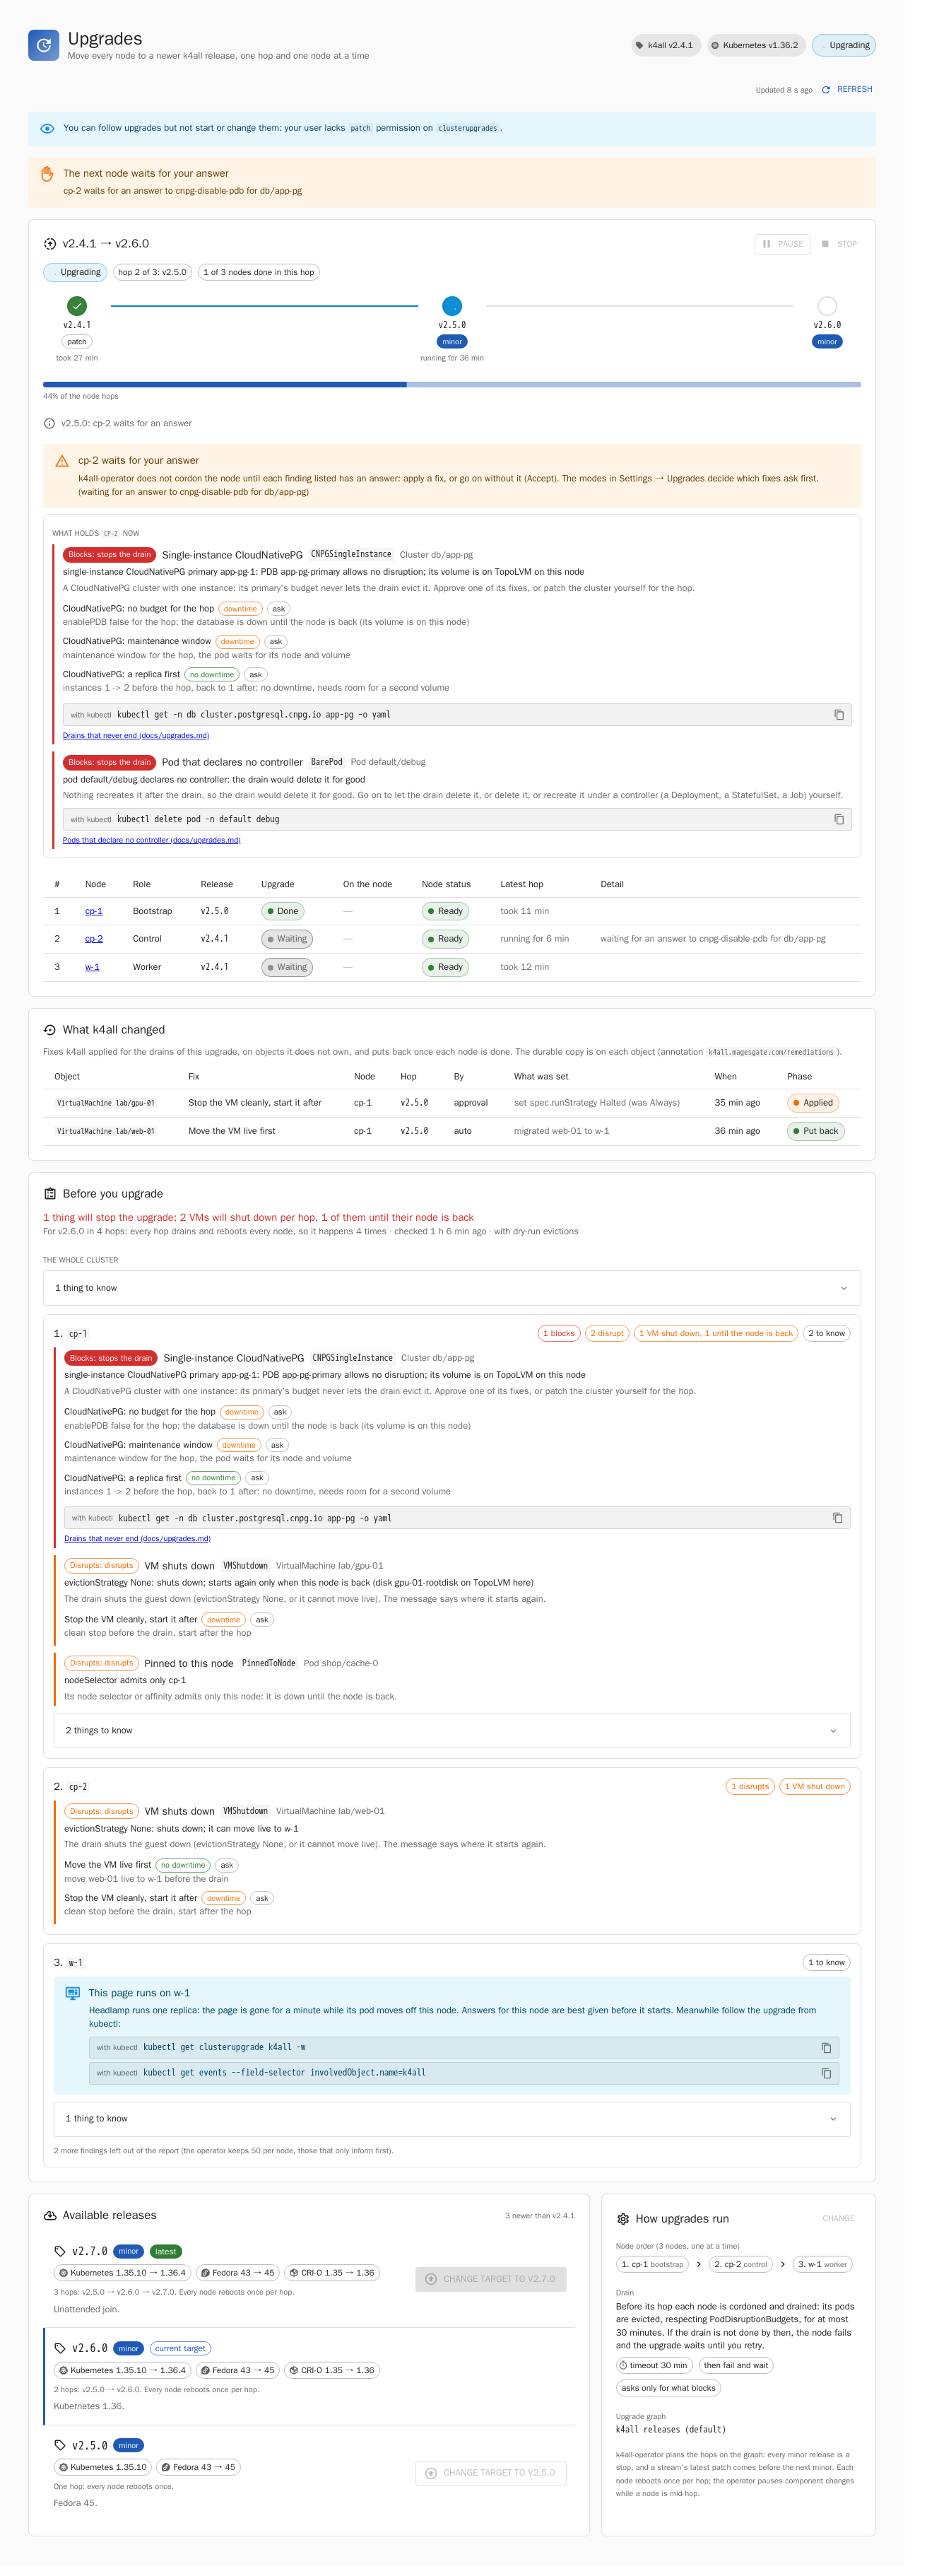 Upgrades
Move every node to a newer k4all release, one hop and one node at a time
k4all v2.4.1
Kubernetes v1.36.2
Upgrading
Updated 8 s ago
REFRESH
You can follow upgrades but not start or change them: your user lacks patch permission on clusterupgrades.
The next node waits for your answer
cp-2 waits for an answer to cnpg-disable-pdb for db/app-pg
v2.4.1 → v2.6.0
PAUSE
STOP
Upgrading
hop 2 of 3: v2.5.0
1 of 3 nodes done in this hop
v2.4.1
patch
took 27 min
v2.5.0
minor
running for 36 min
v2.6.0
minor
44% of the node hops
v2.5.0: cp-2 waits for an answer
cp-2 waits for your answer
k4all-operator does not cordon the node until each finding listed has an answer: apply a fix, or go on without it (Accept). The modes in Settings → Upgrades decide which fixes ask first.
(waiting for an answer to cnpg-disable-pdb for db/app-pg)
WHAT HOLDS CP-2 NOW
Blocks: stops the drain Single-instance CloudNativePG CNPGSingleInstance Cluster db/app-pg
single-instance CloudNativePG primary app-pg-1: PDB app-pg-primary allows no disruption; its volume is on TopoLVM on this node
A CloudNativePG cluster with one instance: its primary's budget never lets the drain evict it. Approve one of its fixes, or patch the cluster yourself for the hop.
CloudNativePG: no budget for the hop downtime ask
enablePDB false for the hop; the database is down until the node is back (its volume is on this node)
CloudNativePG: maintenance window downtime ask
maintenance window for the hop, the pod waits for its node and volume
CloudNativePG: a replica first no downtime ask
instances 1 -> 2 before the hop, back to 1 after: no downtime, needs room for a second volume
with kubectl kubectl get -n db cluster.postgresql.cnpg.io app-pg -o yaml
Drains that never end (docs/upgrades.md)
Blocks: stops the drain Pod that declares no controller BarePod Pod default/debug
pod default/debug declares no controller: the drain would delete it for good
Nothing recreates it after the drain, so the drain would delete it for good. Go on to let the drain delete it, or delete it, or recreate it under a controller (a Deployment, a StatefulSet, a Job) yourself.
with kubectl kubectl delete pod -n default debug
Pods that declare no controller (docs/upgrades.md)
# Node Role Release Upgrade On the node Node status Latest hop Detail
1 cp-1 Bootstrap v2.5.0 Done — Ready took 11 min
2 cp-2 Control v2.4.1 Waiting — Ready running for 6 min waiting for an answer to cnpg-disable-pdb for db/app-pg
3 w-1 Worker v2.4.1 Waiting — Ready took 12 min
What k4all changed
Fixes k4all applied for the drains of this upgrade, on objects it does not own, and puts back once each node is done. The durable copy is on each object (annotation k4all.magesgate.com/remediations).
Object Fix Node Hop By What was set When Phase
VirtualMachine lab/gpu-01 Stop the VM cleanly, start it after cp-1 v2.5.0 approval set spec.runStrategy Halted (was Always) 35 min ago Applied
VirtualMachine lab/web-01 Move the VM live first cp-1 v2.5.0 auto migrated web-01 to w-1 36 min ago Put back
Before you upgrade
1 thing will stop the upgrade; 2 VMs will shut down per hop, 1 of them until their node is back
For v2.6.0 in 4 hops: every hop drains and reboots every node, so it happens 4 times · checked 1 h 6 min ago · with dry-run evictions
THE WHOLE CLUSTER
1 thing to know
1. cp-1
1 blocks
2 disrupt
1 VM shut down, 1 until the node is back
2 to know
Blocks: stops the drain Single-instance CloudNativePG CNPGSingleInstance Cluster db/app-pg
single-instance CloudNativePG primary app-pg-1: PDB app-pg-primary allows no disruption; its volume is on TopoLVM on this node
A CloudNativePG cluster with one instance: its primary's budget never lets the drain evict it. Approve one of its fixes, or patch the cluster yourself for the hop.
CloudNativePG: no budget for the hop downtime ask
enablePDB false for the hop; the database is down until the node is back (its volume is on this node)
CloudNativePG: maintenance window downtime ask
maintenance window for the hop, the pod waits for its node and volume
CloudNativePG: a replica first no downtime ask
instances 1 -> 2 before the hop, back to 1 after: no downtime, needs room for a second volume
with kubectl kubectl get -n db cluster.postgresql.cnpg.io app-pg -o yaml
Drains that never end (docs/upgrades.md)
Disrupts: disrupts VM shuts down VMShutdown VirtualMachine lab/gpu-01
evictionStrategy None: shuts down; starts again only when this node is back (disk gpu-01-rootdisk on TopoLVM here)
The drain shuts the guest down (evictionStrategy None, or it cannot move live). The message says where it starts again.
Stop the VM cleanly, start it after downtime ask
clean stop before the drain, start after the hop
Disrupts: disrupts Pinned to this node PinnedToNode Pod shop/cache-0
nodeSelector admits only cp-1
Its node selector or affinity admits only this node: it is down until the node is back.
2 things to know
2. cp-2
1 disrupts
1 VM shut down
Disrupts: disrupts VM shuts down VMShutdown VirtualMachine lab/web-01
evictionStrategy None: shuts down; it can move live to w-1
The drain shuts the guest down (evictionStrategy None, or it cannot move live). The message says where it starts again.
Move the VM live first no downtime ask
move web-01 live to w-1 before the drain
Stop the VM cleanly, start it after downtime ask
clean stop before the drain, start after the hop
3. w-1
1 to know
This page runs on w-1
Headlamp runs one replica: the page is gone for a minute while its pod moves off this node. Answers for this node are best given before it starts. Meanwhile follow the upgrade from
kubectl:
with kubectl kubectl get clusterupgrade k4all -w
with kubectl kubectl get events --field-selector involvedObject.name=k4all
1 thing to know
2 more findings left out of the report (the operator keeps 50 per node, those that only inform first).
Available releases
3 newer than v2.4.1
v2.7.0 minor latest
Kubernetes 1.35.10 → 1.36.4 Fedora 43 → 45 CRI-O 1.35 → 1.36
CHANGE TARGET TO V2.7.0
3 hops: v2.5.0 → v2.6.0 → v2.7.0. Every node reboots once per hop.
Unattended join.
v2.6.0 minor current target
Kubernetes 1.35.10 → 1.36.4 Fedora 43 → 45 CRI-O 1.35 → 1.36
2 hops: v2.5.0 → v2.6.0. Every node reboots once per hop.
Kubernetes 1.36.
v2.5.0 minor
Kubernetes 1.35.10 Fedora 43 → 45
CHANGE TARGET TO V2.5.0
One hop: every node reboots once.
Fedora 45.
How upgrades run
CHANGE
Node order (3 nodes, one at a time)
1. cp-1 bootstrap
2. cp-2 control
3. w-1 worker
Drain
Before its hop each node is cordoned and drained: its pods
are evicted, respecting PodDisruptionBudgets, for at most
30 minutes. If the drain is not done by then, the node fails
and the upgrade waits until you retry.
timeout 30 min
then fail and wait
asks only for what blocks
Upgrade graph
k4all releases (default)
k4all-operator plans the hops on the graph: every minor release is a
stop, and a stream's latest patch comes before the next minor. Each
node reboots once per hop; the operator pauses component changes
while a node is mid-hop.